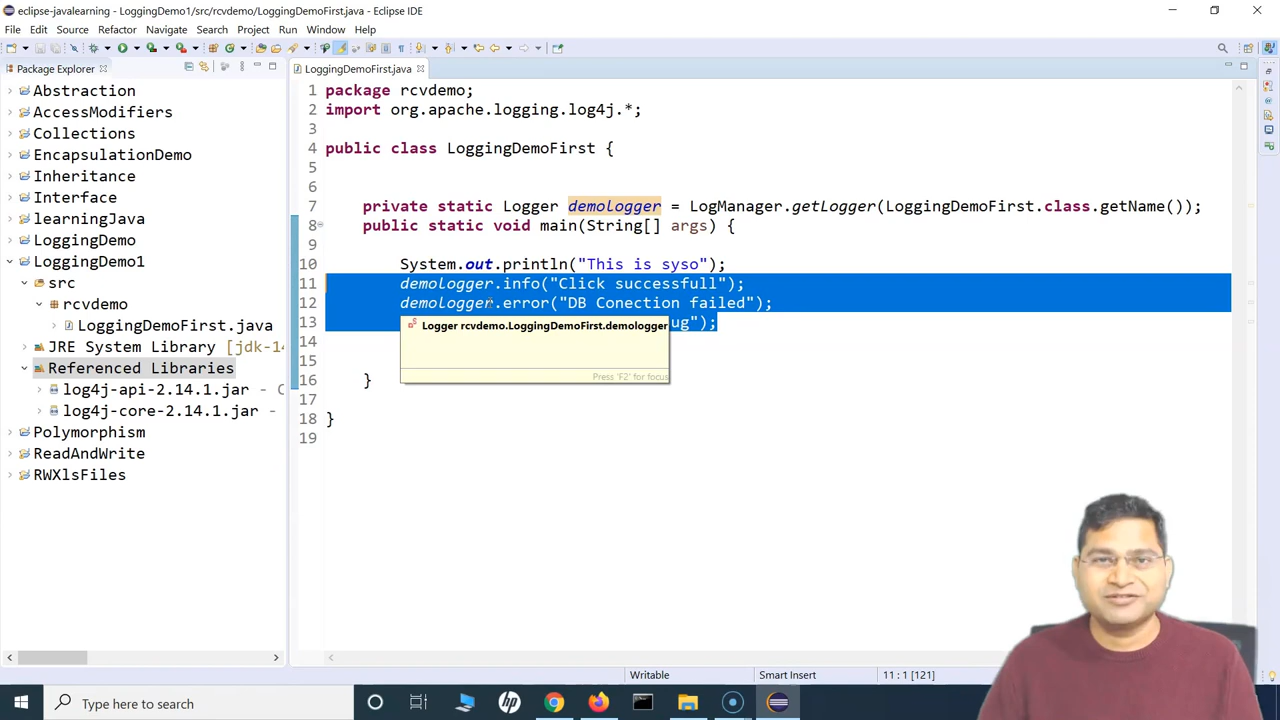 eclipse-javalearning - LoggingDemo1/src/rcvdemo/LoggingDemoFirst.java - Eclipse IDE
File Edit Source Refactor Navigate Search Project Run Window Help
Package Explorer
Abstraction
AccessModifiers
Collections
EncapsulationDemo
Inheritance
Interface
learningJava
LoggingDemo
LoggingDemo1
src
rcvdemo
LoggingDemoFirst.java
JRE System Library [jdk-1
Referenced Libraries
log4j-api-2.14.1.jar -
log4j-core-2.14.1.jar -
Polymorphism
ReadAndWrite
RWXlsFiles
LoggingDemoFirst.java
1 package rcvdemo;
2 import org.apache.logging.log4j.*;
3
4 public class LoggingDemoFirst {
5
6
7 private static Logger demologger = LogManager.getLogger(LoggingDemoFirst.class.getName());
8 public static void main(String[] args) {
9
10 System.out.println("This is syso");
11 demologger.info("Click successfull");
12 demologger.error("DB Conection failed");
13 ug");
Logger rcvdemo.LoggingDemoFirst.demologger
Press 'F2' for focus
14
15
16 }
17
18 }
19
Writable Smart Insert 11 : 1 [121]
Type here to search
hp